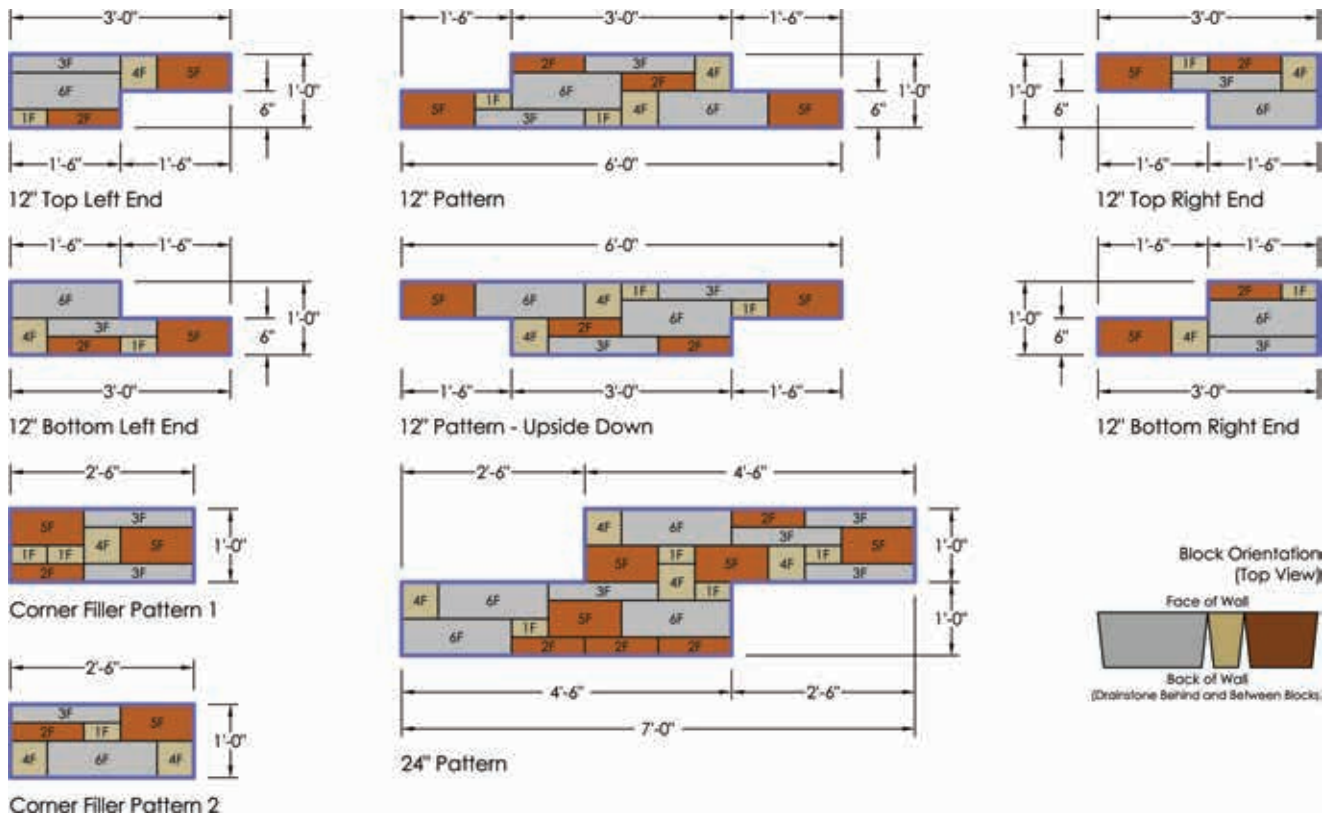 3'-0" 1'-6" 3'-0" 1'-6" 3'-0"
3F 4F 5F 2F 3F 4F 5F 1F 2F 4F
6F 1'-0" 6F 2F 1'-0" 1'-0" 3F
6" 5F 1F 4F 6F 5F 6" 6" 6F
1F 2F 3F 1F
1'-6" 1'-6" 6'-0" 1'-6" 1'-6"
12" Top Left End 12" Pattern 12" Top Right End
1'-6" 1'-6" 6'-0" 1'-6" 1'-6"
6F 5F 6F 4F 1F 3F 5F 2F 1F
1'-0" 1F 1'-0" 1'-0" 6F
4F 3F 5F 6" 4F 2F 6F 6" 6" 5F 4F
2F 1F 3F 2F 3F
3'-0" 1'-6" 3'-0" 1'-6" 3'-0"
12" Bottom Left End 12" Pattern - Upside Down 12" Bottom Right End
2'-6" 2'-6" 4'-6"
5F 3F 4F 6F 2F 3F
4F 5F 1'-0" 3F 5F 1'-0"
1F 1F 5F 1F 5F 4F 1F
2F 3F 4F 3F
Corner Filler Pattern 1
4F 6F 3F 1F
5F 6F 1'-0" 1'-0"
6F 1F
2F 2F 2F
Block Orientation
(Top View)
Face of Wall
Back of Wall
(Drainstone Behind and Between Blocks
2'-6" 4'-6" 2'-6"
3F 5F 7'-0"
2F 1F 1'-0"
4F 6F 4F
24" Pattern
Corner Filler Pattern 2